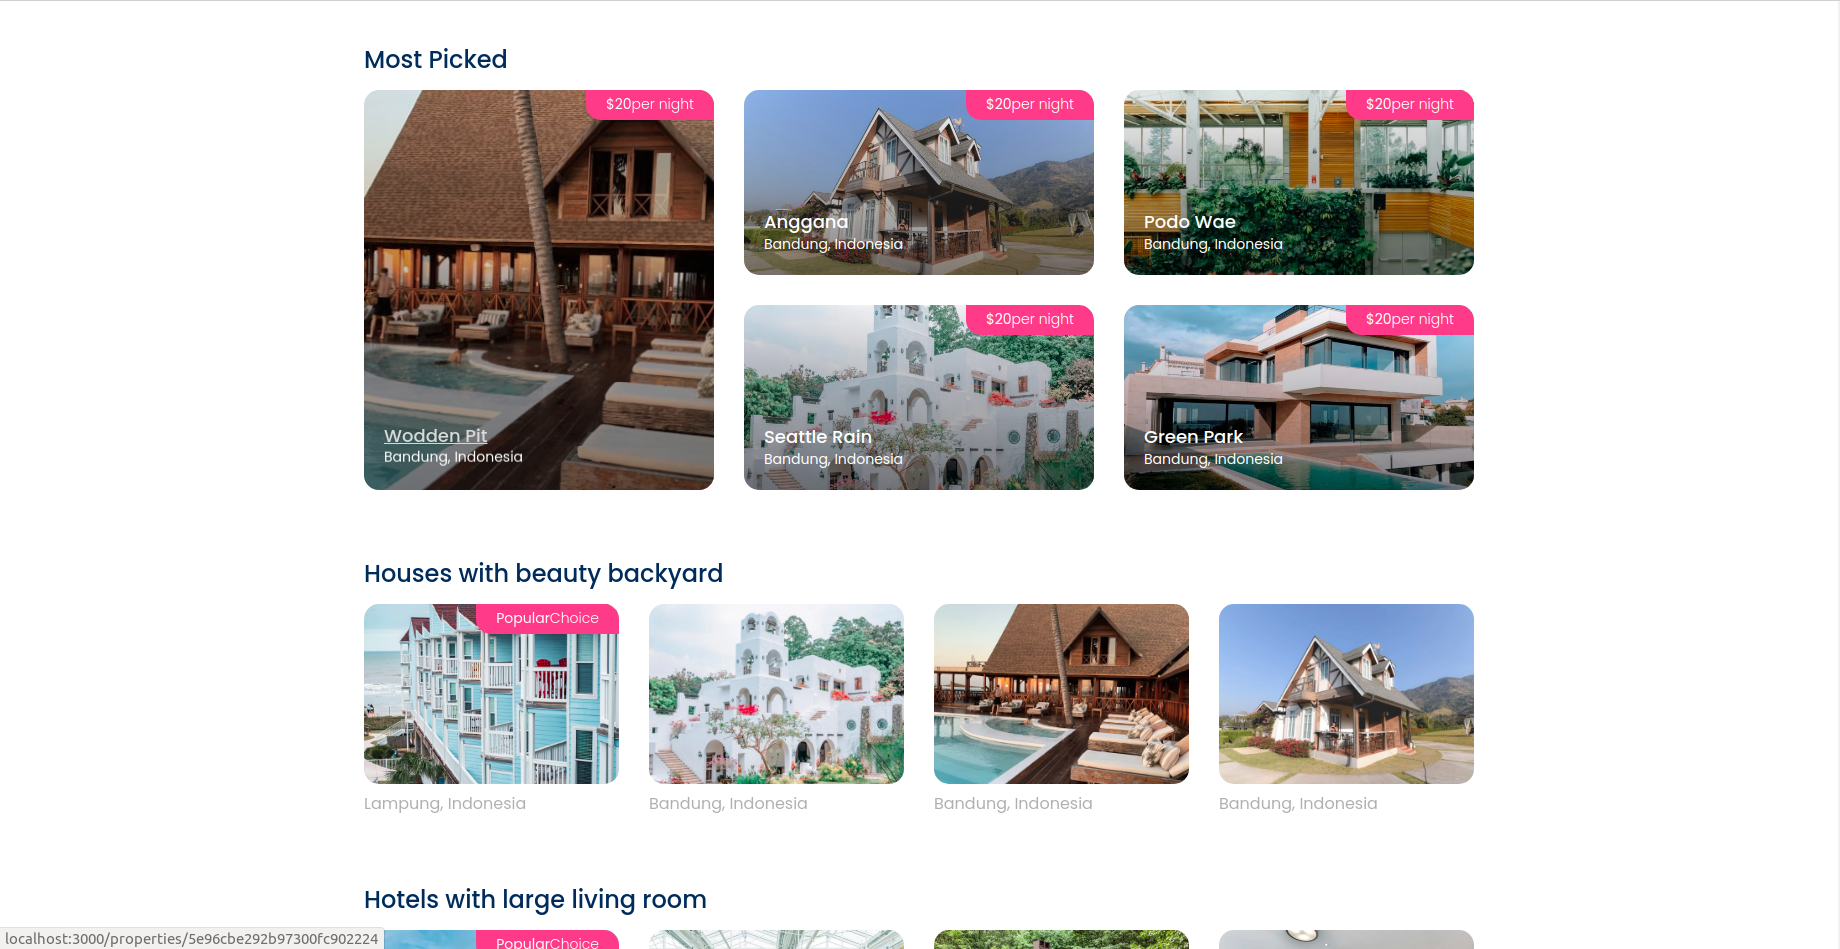 Most Picked
$20per night
Wodden Pit
Bandung, Indonesia
$20per night
Anggana
Bandung, Indonesia
$20per night
Podo Wae
Bandung, Indonesia
$20per night
Seattle Rain
Bandung, Indonesia
$20per night
Green Park
Bandung, Indonesia
Houses with beauty backyard
PopularChoice
Lampung, Indonesia
Bandung, Indonesia
Bandung, Indonesia
Bandung, Indonesia
Hotels with large living room
PopularChoice
localhost:3000/properties/5e96cbe292b97300fc902224